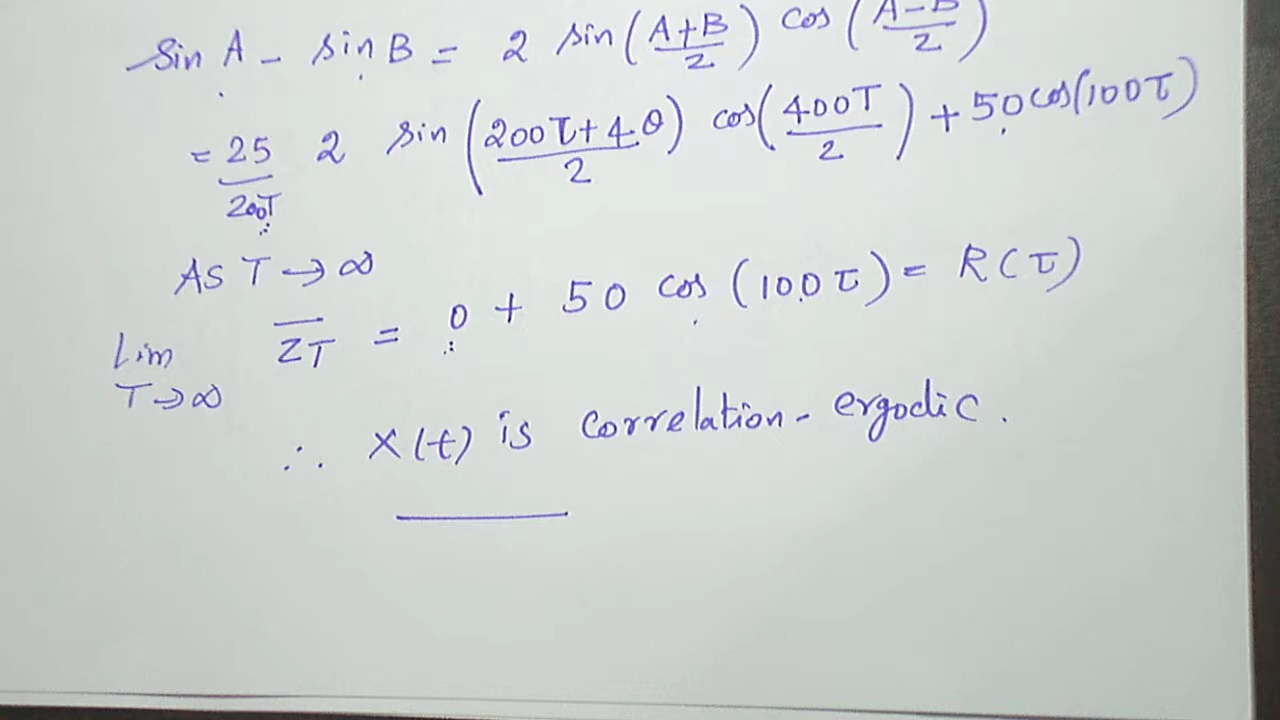 Sin A - sin B = 2 sin(A+B/2) cos(A-B/2)
= 25/200T 2 sin(200τ+4θ/2) cos(400T/2) + 50 cos(100τ)
As T → ∞
Lim T→∞ Z̅T̅ = 0 + 50 cos (100τ) = R(τ)
∴ X(t) is correlation-ergodic.